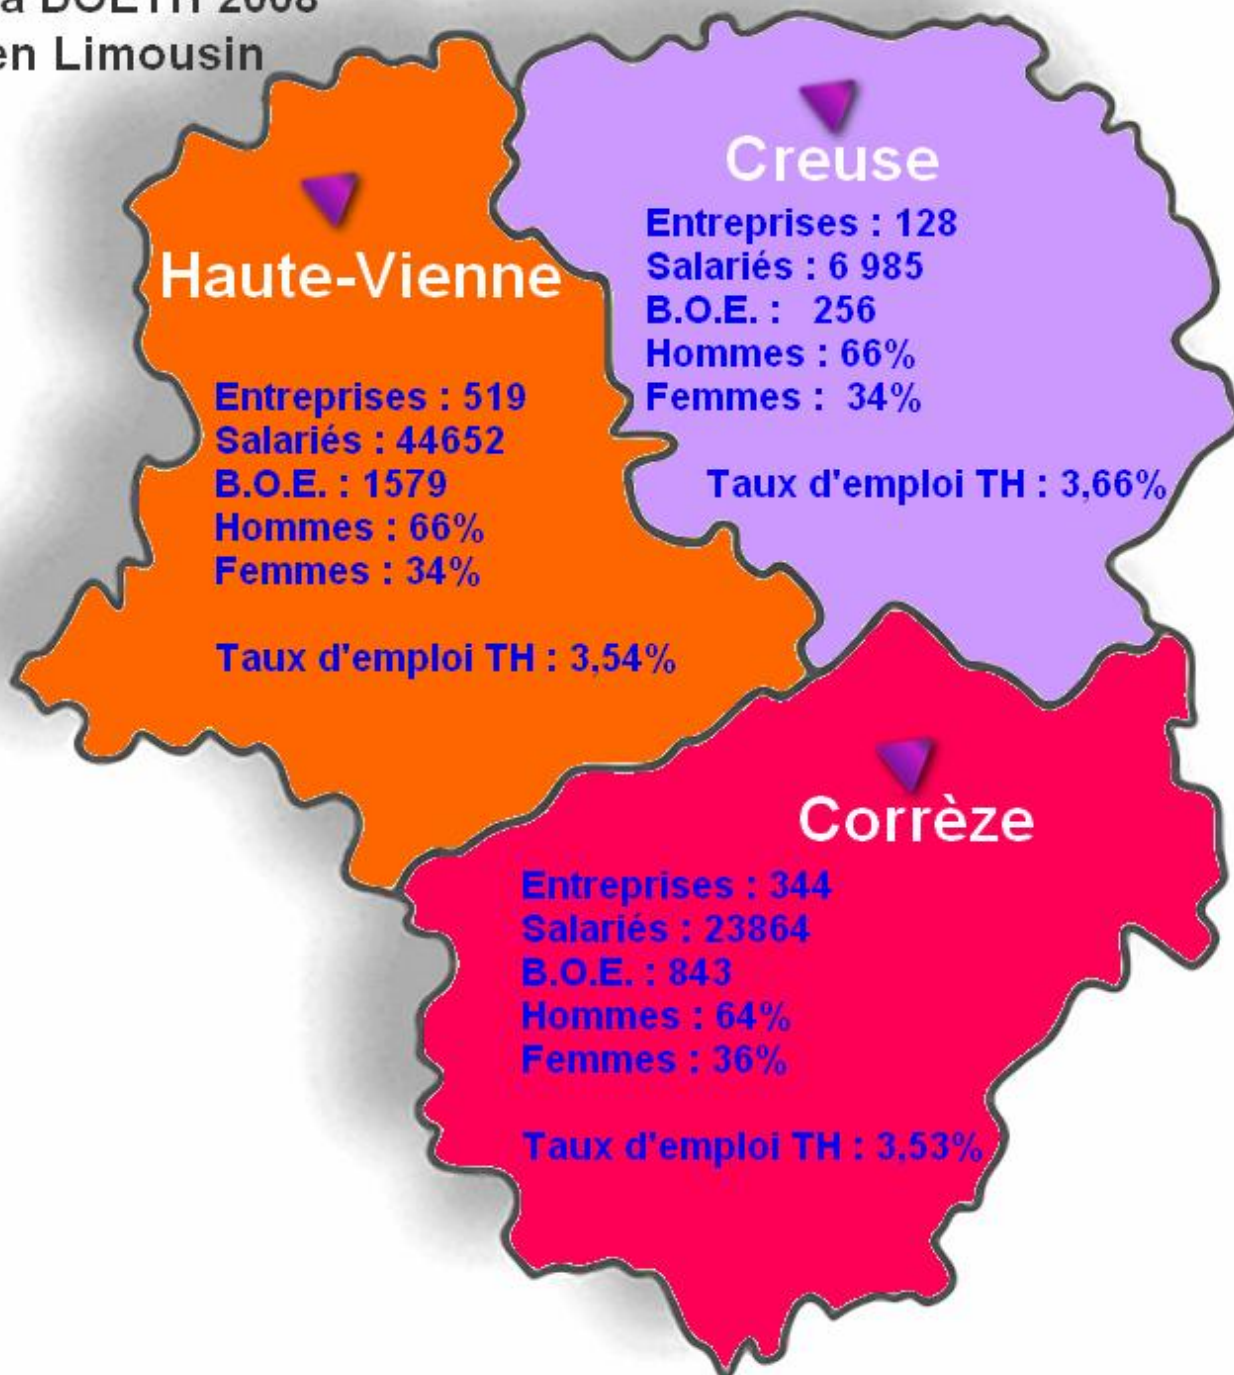 a DOETH 2008
en Limousin
Haute-Vienne
Entreprises : 519
Salariés : 44652
B.O.E. : 1579
Hommes : 66%
Femmes : 34%
Taux d'emploi TH : 3,54%
Creuse
Entreprises : 128
Salariés : 6 985
B.O.E. : 256
Hommes : 66%
Femmes : 34%
Taux d'emploi TH : 3,66%
Corrèze
Entreprises : 344
Salariés : 23864
B.O.E. : 843
Hommes : 64%
Femmes : 36%
Taux d'emploi TH : 3,53%